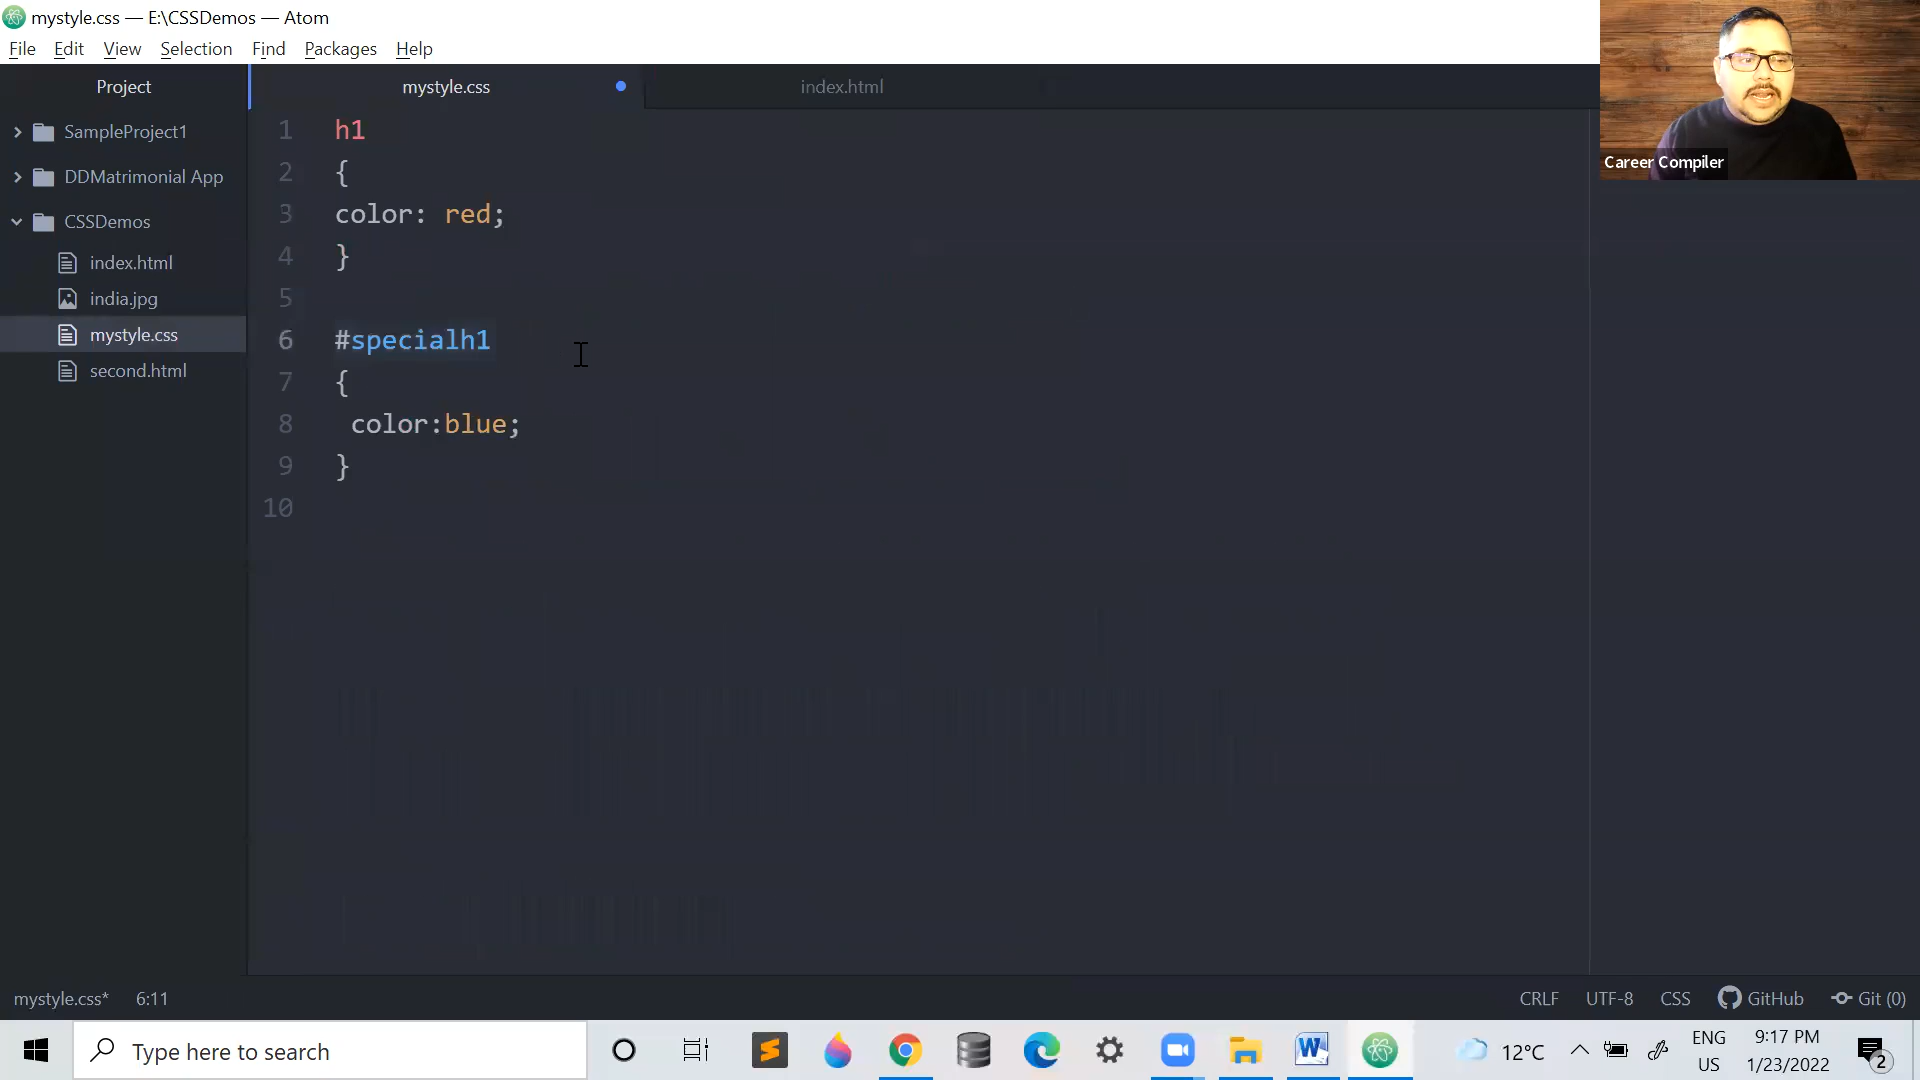 mystyle.css — E:\CSSDemos — Atom
File Edit View Selection Find Packages Help
Project
mystyle.css
index.html
SampleProject1
DDMatrimonial App
CSSDemos
index.html
india.jpg
mystyle.css
second.html
1 h1
2 {
3 color: red;
4 }
5
6 #specialh1
7 {
8 color:blue;
9 }
10
Career Compiler
mystyle.css* 6:11
CRLF UTF-8 CSS GitHub Git (0)
Type here to search
12°C
ENG
US
9:17 PM
1/23/2022
2